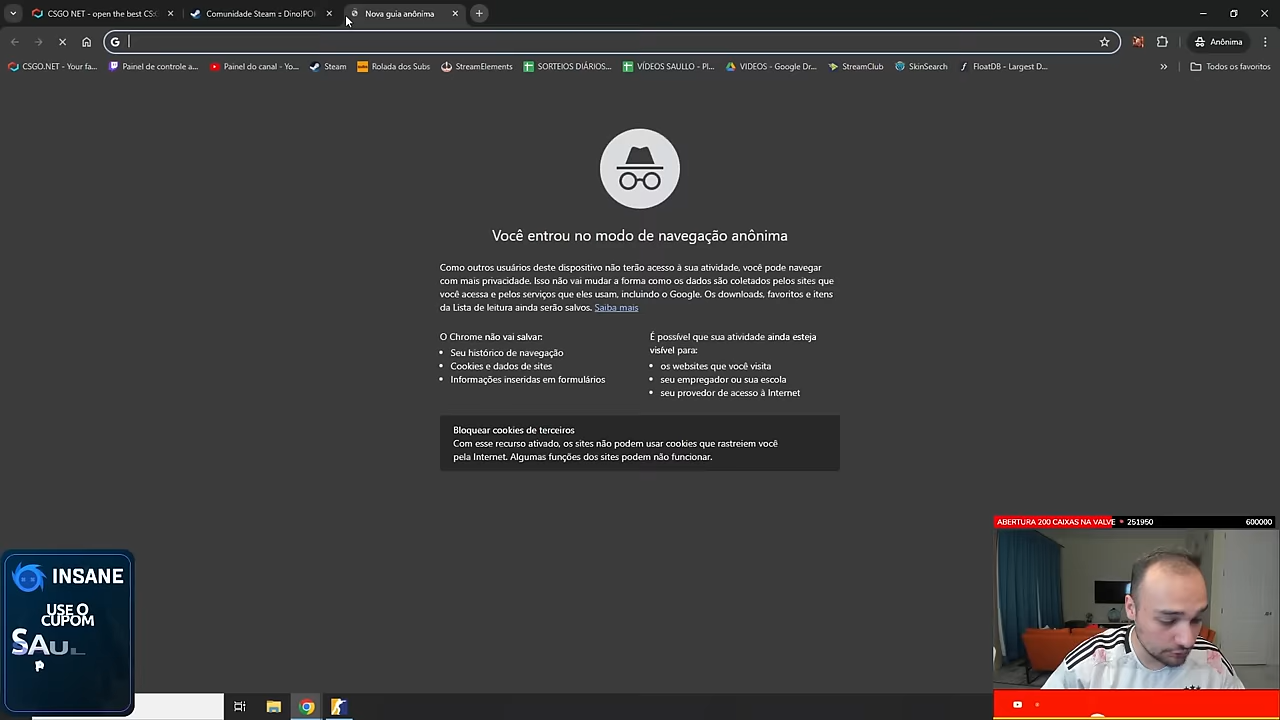 CSGO NET - open the best CS:
Comunidade Steam :: Dino!PO
Nova guia anônima
Anônima
CSGO.NET - Your fa...
Painel de controle a...
Painel do canal - Yo...
Steam
Rolada dos Subs
StreamElements
SORTEIOS DIÁRIOS...
VÍDEOS SAULLO - Pl...
VIDEOS - Google Dr...
StreamClub
SkinSearch
FloatDB - Largest D...
»
Todos os favoritos
Você entrou no modo de navegação anônima
Como outros usuários deste dispositivo não terão acesso à sua atividade, você pode navegar
com mais privacidade. Isso não vai mudar a forma como os dados são coletados pelos sites que
você acessa e pelos serviços que eles usam, incluindo o Google. Os downloads, favoritos e itens
da Lista de leitura ainda serão salvos. Saiba mais
O Chrome não vai salvar:
• Seu histórico de navegação
• Cookies e dados de sites
• Informações inseridas em formulários
É possível que sua atividade ainda esteja
visível para:
• os websites que você visita
• seu empregador ou sua escola
• seu provedor de acesso à Internet
Bloquear cookies de terceiros
Com esse recurso ativado, os sites não podem usar cookies que rastreiem você
pela Internet. Algumas funções dos sites podem não funcionar.
ABERTURA 200 CAIXAS NA VALVE • 251950 600000
INSANE
USE O
CUPOM
SAUL
P